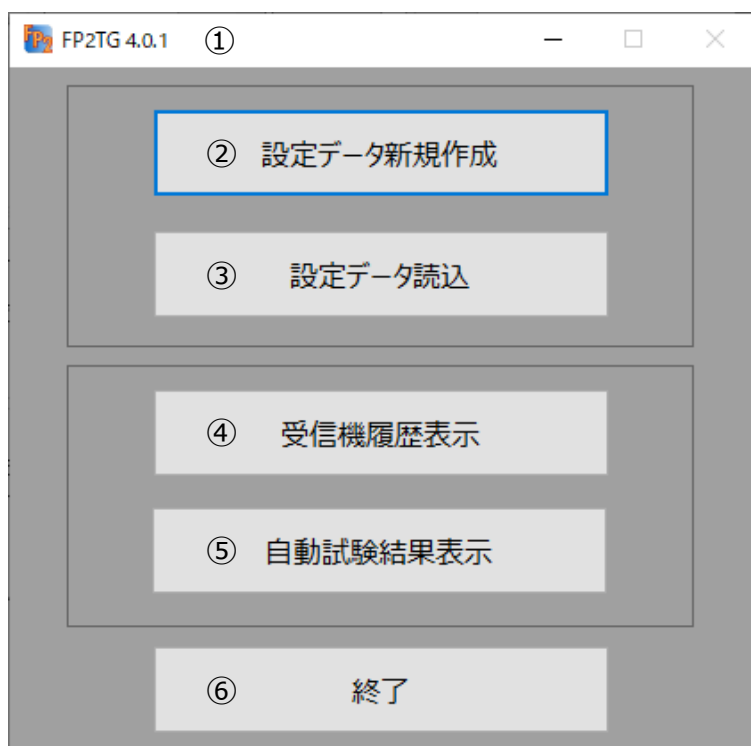 FP2 FP2TG 4.0.1 ①
② 設定データ新規作成
③ 設定データ読込
④ 受信機履歴表示
⑤ 自動試験結果表示
⑥ 終了